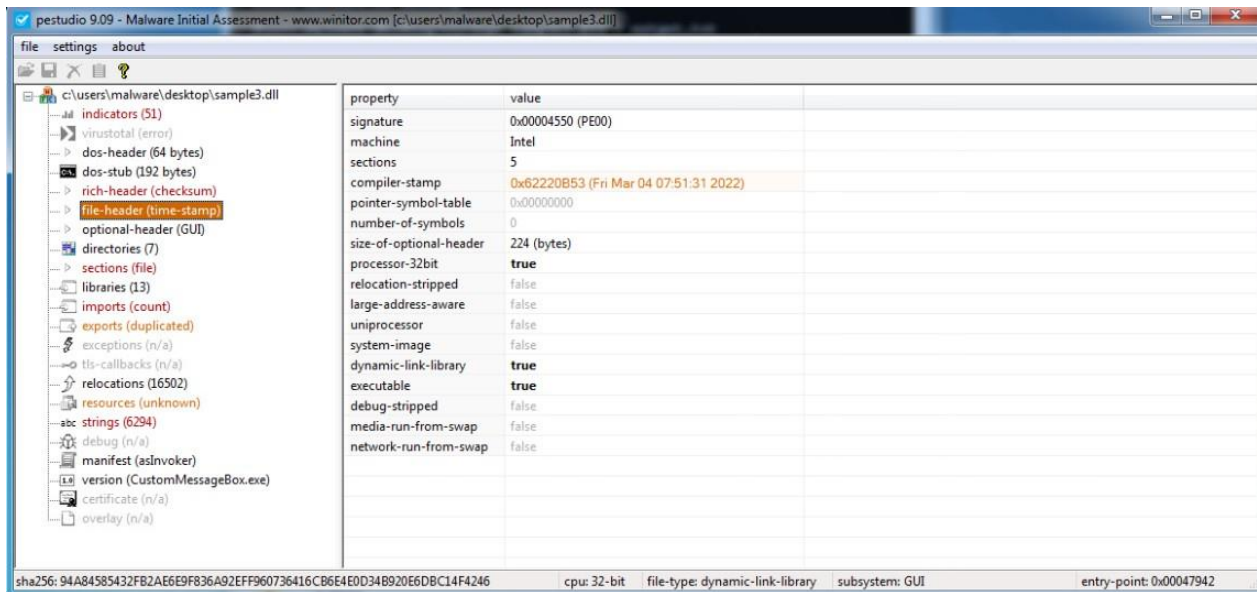 pestudio 9.09 - Malware Initial Assessment - www.winitor.com [c:\users\malware\desktop\sample3.dll]
file settings about
c:\users\malware\desktop\sample3.dll
indicators (51)
virustotal (error)
dos-header (64 bytes)
dos-stub (192 bytes)
rich-header (checksum)
file-header (time-stamp)
optional-header (GUI)
directories (7)
sections (file)
libraries (13)
imports (count)
exports (duplicated)
exceptions (n/a)
tls-callbacks (n/a)
relocations (16502)
resources (unknown)
abc strings (6294)
debug (n/a)
manifest (asInvoker)
1.0 version (CustomMessageBox.exe)
certificate (n/a)
overlay (n/a)
property value
signature 0x00004550 (PE00)
machine Intel
sections 5
compiler-stamp 0x62220B53 (Fri Mar 04 07:51:31 2022)
pointer-symbol-table 0x00000000
number-of-symbols 0
size-of-optional-header 224 (bytes)
processor-32bit true
relocation-stripped false
large-address-aware false
uniprocessor false
system-image false
dynamic-link-library true
executable true
debug-stripped false
media-run-from-swap false
network-run-from-swap false
sha256: 94A84585432FB2AE6E9F836A92EFF960736416CB6E4E0D34B920E6DBC14F4246 cpu: 32-bit file-type: dynamic-link-library subsystem: GUI entry-point: 0x00047942